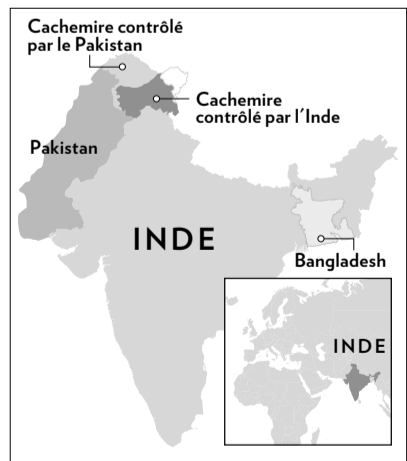 Cachemire contrôlé
par le Pakistan
Cachemire
contrôlé par l'Inde
Pakistan
INDE
Bangladesh
INDE